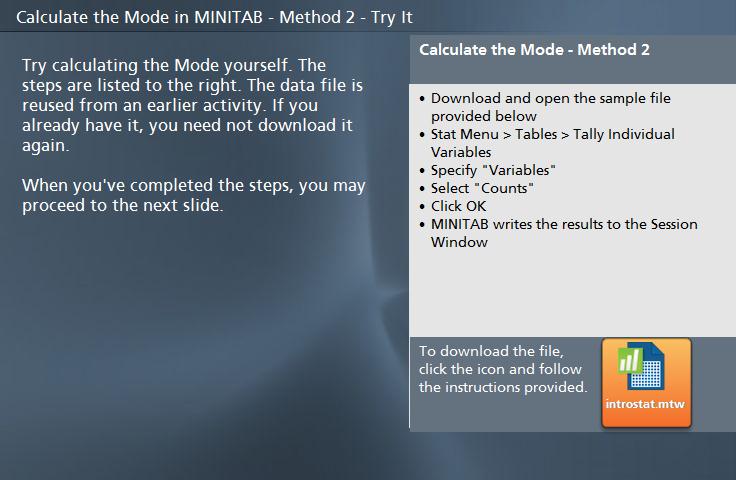 Calculate the Mode in MINITAB - Method 2 - Try It
Try calculating the Mode yourself. The
steps are listed to the right. The data file is
reused from an earlier activity. If you
already have it, you need not download it
again.
When you've completed the steps, you may
proceed to the next slide.
Calculate the Mode - Method 2
• Download and open the sample file
provided below
• Stat Menu > Tables > Tally Individual
Variables
• Specify "Variables"
• Select "Counts"
• Click OK
• MINITAB writes the results to the Session
Window
To download the file,
click the icon and follow
the instructions provided.
introstat.mtw